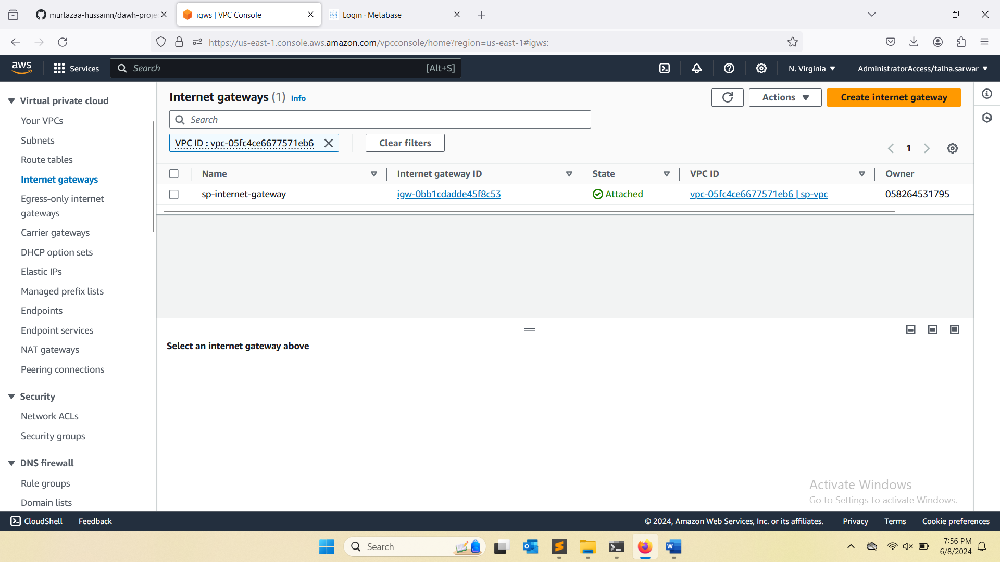 murtazaa-hussainn/dawh-proje
igws | VPC Console
Login · Metabase
https://us-east-1.console.aws.amazon.com/vpcconsole/home?region=us-east-1#igws:
aws
Services
Search
[Alt+S]
N. Virginia
AdministratorAccess/talha.sarwar
Virtual private cloud
Your VPCs
Subnets
Route tables
Internet gateways
Egress-only internet
gateways
Carrier gateways
DHCP option sets
Elastic IPs
Managed prefix lists
Endpoints
Endpoint services
NAT gateways
Peering connections
Security
Network ACLs
Security groups
DNS firewall
Rule groups
Domain lists
Internet gateways (1) Info
Actions
Create internet gateway
Search
VPC ID : vpc-05fc4ce6677571eb6
Clear filters
1
Name Internet gateway ID State VPC ID Owner
sp-internet-gateway igw-0bb1cdadde45f8c53 Attached vpc-05fc4ce6677571eb6 | sp-vpc 058264531795
Select an internet gateway above
Activate Windows
Go to Settings to activate Windows.
CloudShell
Feedback
© 2024, Amazon Web Services, Inc. or its affiliates.
Privacy
Terms
Cookie preferences
Search
7:56 PM
6/8/2024